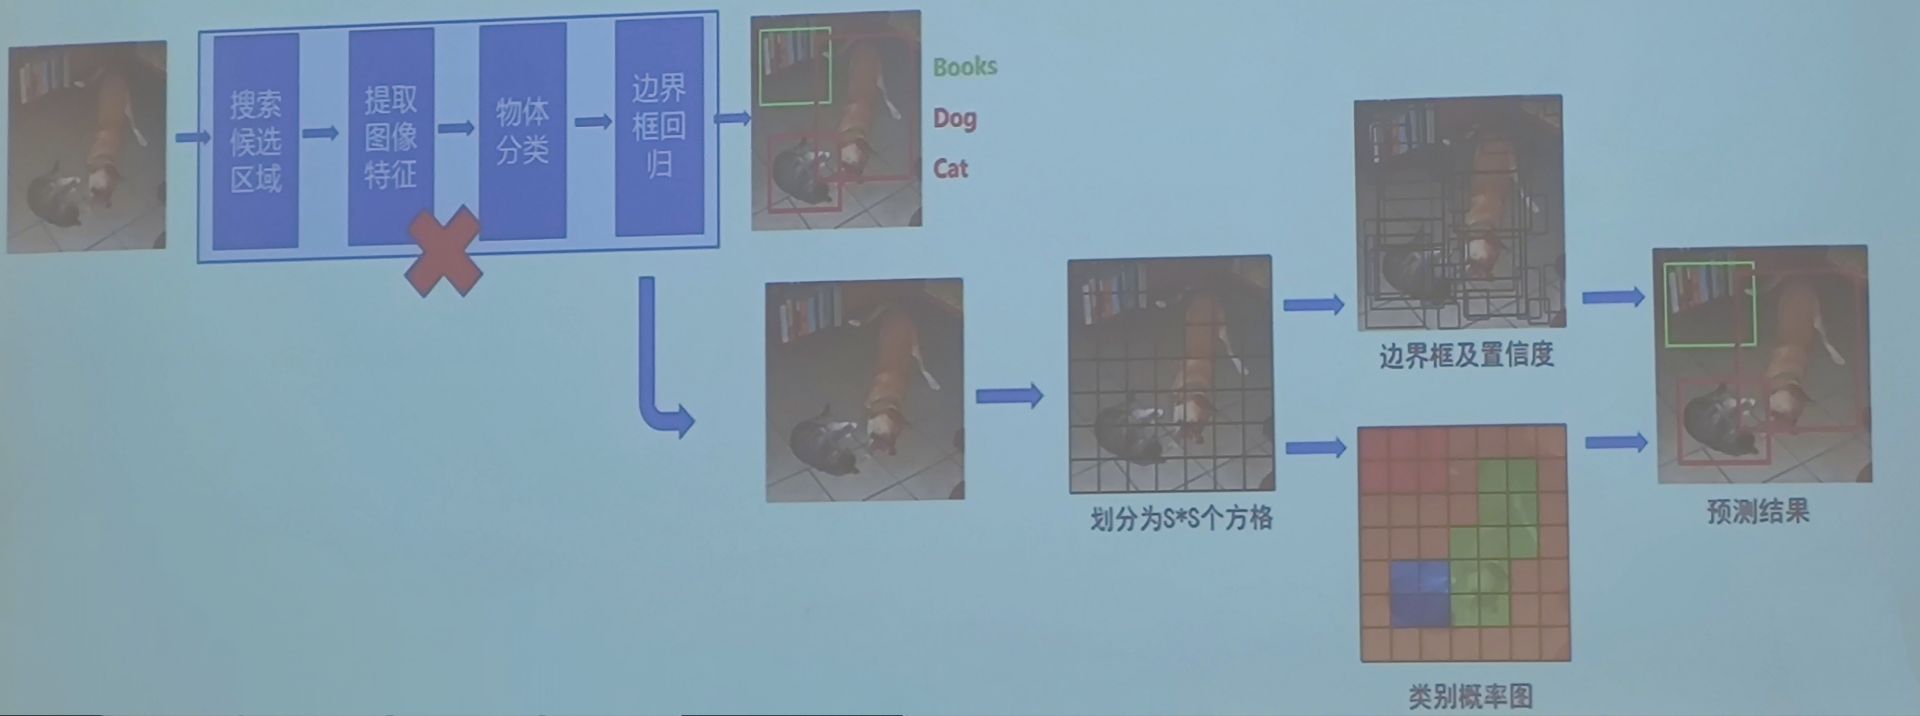 搜索
候选
区域
提取
图像
特征
物体
分类
边界
框回
归
Books
Dog
Cat
划分为S*S个方格
边界框及置信度
类别概率图
预测结果